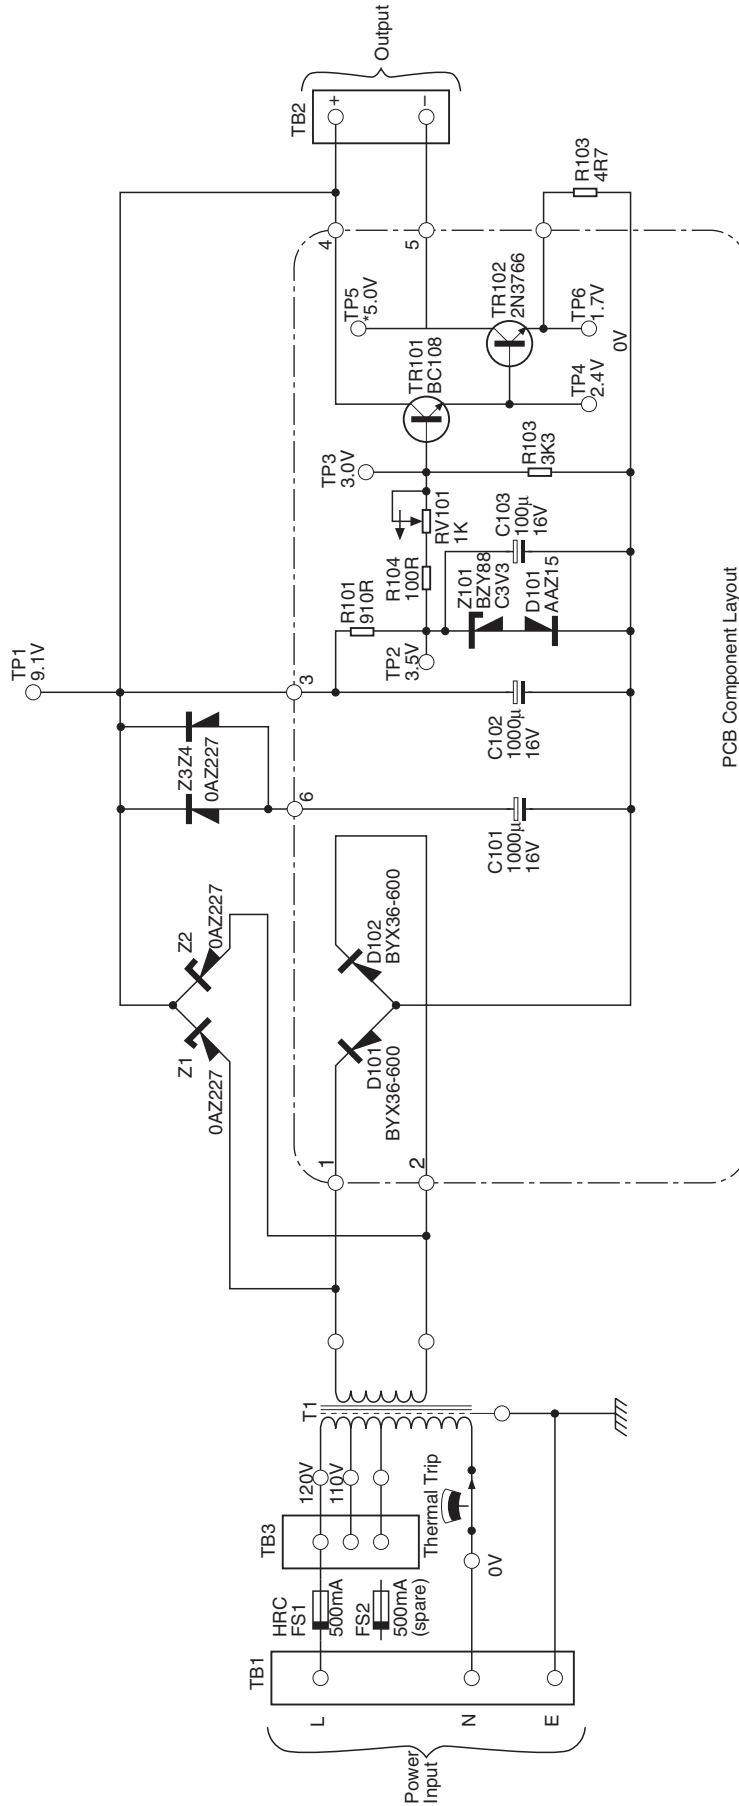 Power
Input
L
N
E
TB1
HRC
FS1
500mA
FS2
500mA
(spare)
TB3
120V
110V
0V
Thermal Trip
T1
1
2
Z1
0AZ227
Z2
0AZ227
D101
BYX36-600
D102
BYX36-600
Z3Z4
0AZ227
6
C101
1000µ
16V
TP1
9.1V
3
C102
1000µ
16V
R101
910R
TP2
3.5V
R104
100R
RV101
1K
Z101
BZY88
C3V3
D101
AAZ15
C103
100µ
16V
TP3
3.0V
R103
3K3
TR101
BC108
TP4
2.4V
TP5
*5.0V
TR102
2N3766
TP6
1.7V
0V
4
5
R103
4R7
TB2
+
–
Output
PCB Component Layout